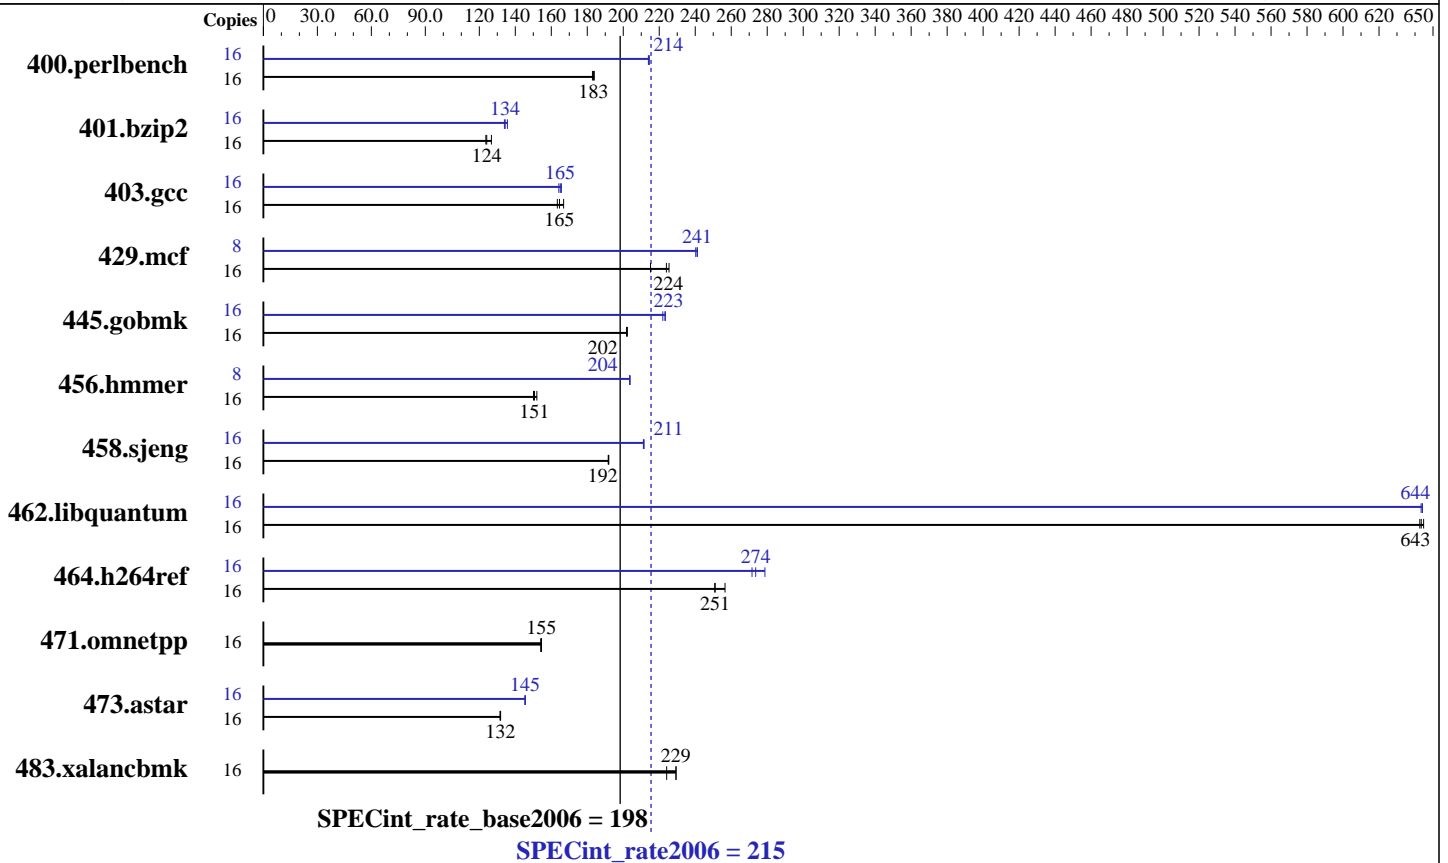 Copies 0 30.0 60.0 90.0 120 140 160 180 200 220 240 260 280 300 320 340 360 380 400 420 440 460 480 500 520 540 560 580 600 620 650
400.perlbench 16 214
16 183
401.bzip2 16 134
16 124
403.gcc 16 165
16 165
429.mcf 8 241
16 224
445.gobmk 16 223
16 202
456.hmmer 8 204
16 151
458.sjeng 16 211
16 192
462.libquantum 16 644
16 643
464.h264ref 16 274
16 251
471.omnetpp 16 155
473.astar 16 145
16 132
483.xalancbmk 16 229
SPECint_rate_base2006 = 198
SPECint_rate2006 = 215